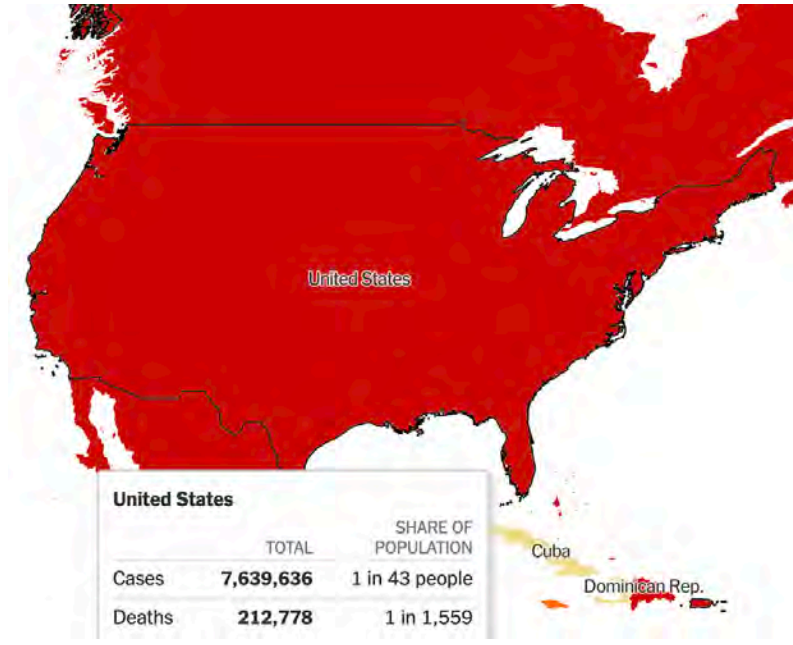 United States
United States
SHARE OF
TOTAL POPULATION
Cases 7,639,636 1 in 43 people
Deaths 212,778 1 in 1,559
Cuba
Dominican Rep.